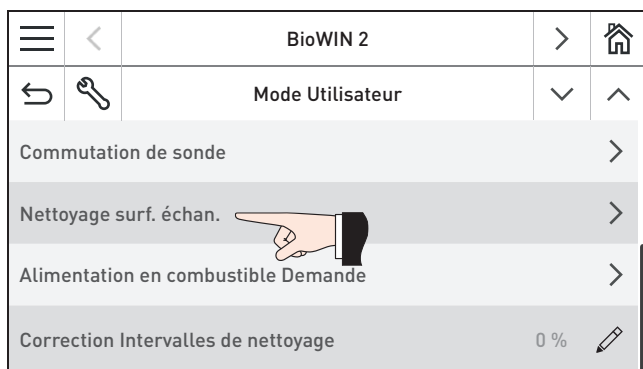 BioWIN 2
Mode Utilisateur
Commutation de sonde
Nettoyage surf. échan.
Alimentation en combustible Demande
Correction Intervalles de nettoyage 0 %